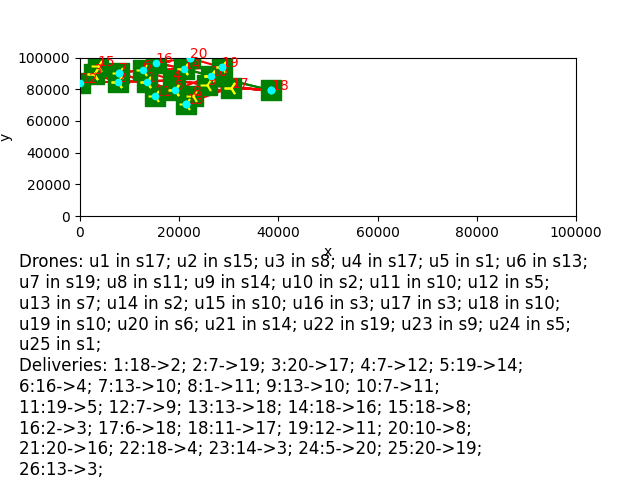 20
16
15
19
17
18
100000
80000
60000
40000
20000
0
y
0
20000
40000
60000
80000
100000
x
Drones: u1 in s17; u2 in s15; u3 in s8; u4 in s17; u5 in s1; u6 in s13;
u7 in s19; u8 in s11; u9 in s14; u10 in s2; u11 in s10; u12 in s5;
u13 in s7; u14 in s2; u15 in s10; u16 in s3; u17 in s3; u18 in s10;
u19 in s10; u20 in s6; u21 in s14; u22 in s19; u23 in s9; u24 in s5;
u25 in s1;
Deliveries: 1:18->2; 2:7->19; 3:20->17; 4:7->12; 5:19->14;
6:16->4; 7:13->10; 8:1->11; 9:13->10; 10:7->11;
11:19->5; 12:7->9; 13:13->18; 14:18->16; 15:18->8;
16:2->3; 17:6->18; 18:11->17; 19:12->11; 20:10->8;
21:20->16; 22:18->4; 23:14->3; 24:5->20; 25:20->19;
26:13->3;